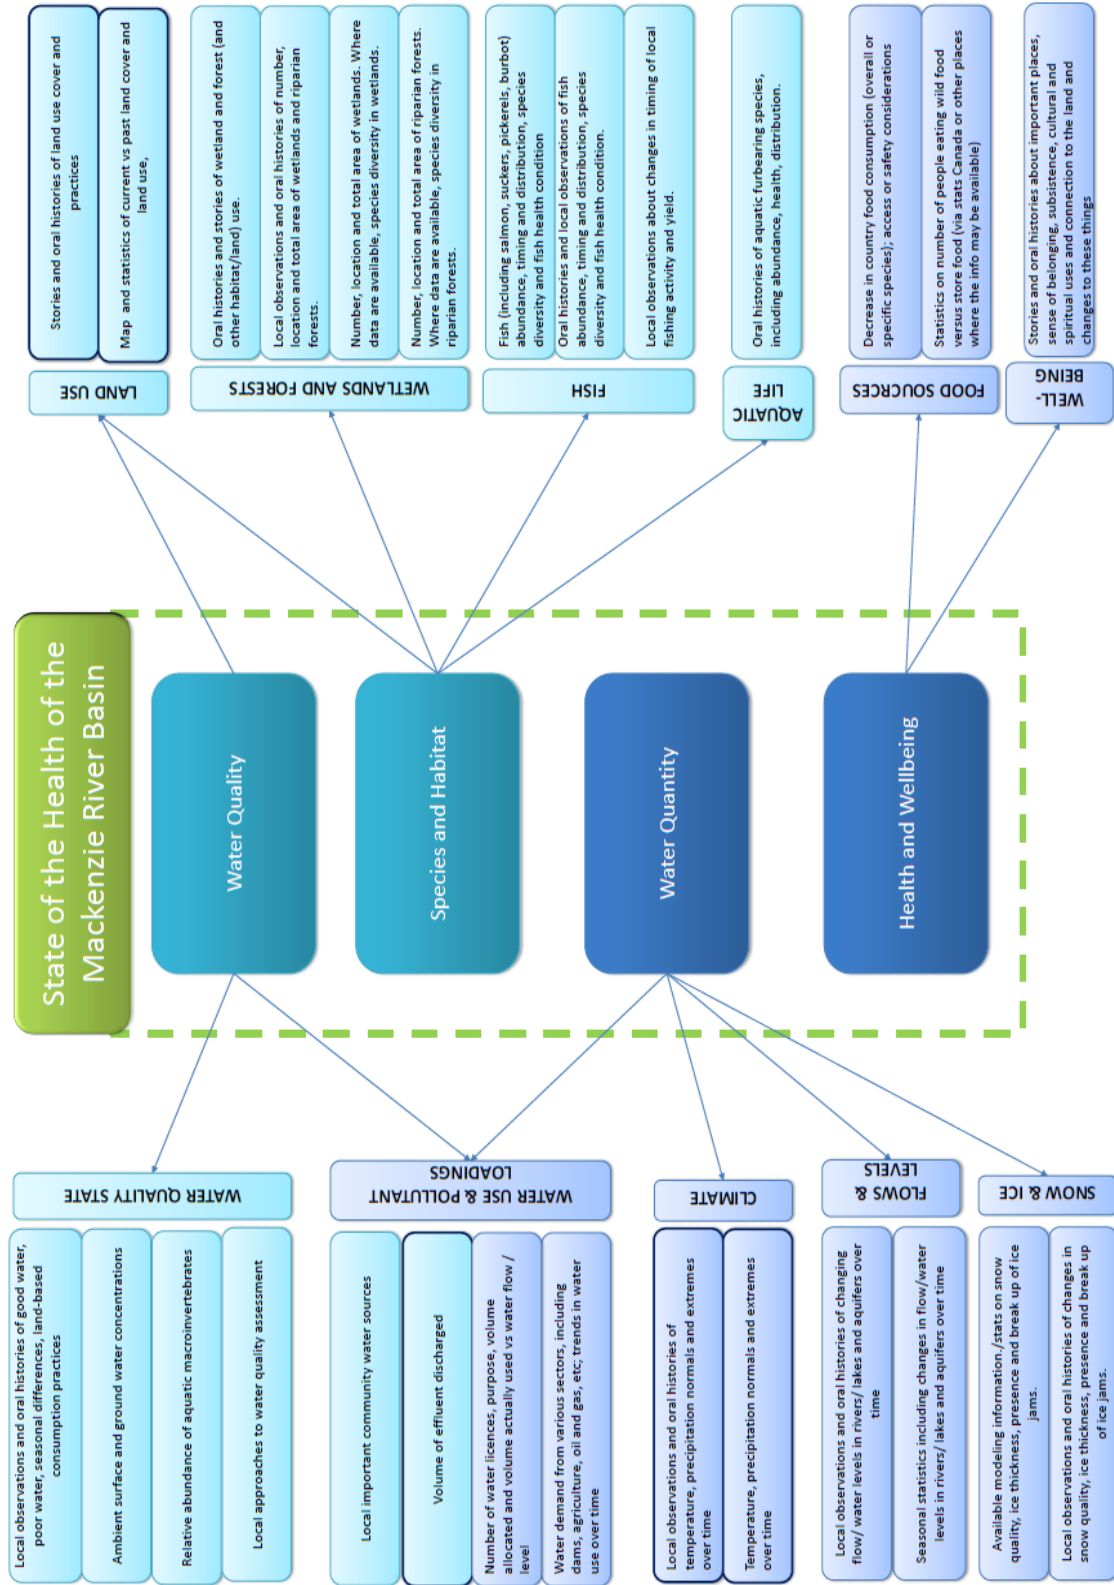 State of the Health of the
Mackenzie River Basin
Water Quality
Species and Habitat
Water Quantity
Health and Wellbeing
WATER QUALITY STATE
Local observations and oral histories of good water,
poor water, seasonal differences, land-based
consumption practices
Ambient surface and ground water concentrations
Relative abundance of aquatic macroinvertebrates
Local approaches to water quality assessment
WATER USE & POLLUTANT
LOADINGS
Local important community water sources
Volume of effluent discharged
Number of water licences, purpose, volume
allocated and volume actually used vs water flow /
level
Water demand from various sectors, including
dams, agriculture, oil and gas, etc; trends in water
use over time
CLIMATE
Local observations and oral histories of
temperature, precipitation normals and extremes
over time
Temperature, precipitation normals and extremes
over time
FLOWS &
LEVELS
Local observations and oral histories of changing
flow/ water levels in rivers/ lakes and aquifers over
time
Seasonal statistics including changes in flow/water
levels in rivers/ lakes and aquifers over time
SNOW & ICE
Available modeling information./stats on snow
quality, ice thickness, presence and break up of ice
jams.
Local observations and oral histories of changes in
snow quality, ice thickness, presence and break up
of ice jams.
LAND USE
Stories and oral histories of land use cover and
practices
Map and statistics of current vs past land cover and
land use,
WETLANDS AND FORESTS
Oral histories and stories of wetland and forest (and
other habitat/land) use.
Local observations and oral histories of number,
location and total area of wetlands and riparian
forests.
Number, location and total area of wetlands. Where
data are available, species diversity in wetlands.
Number, location and total area of riparian forests.
Where data are available, species diversity in
riparian forests.
FISH
Fish (including salmon, suckers, pickerels, burbot)
abundance, timing and distribution, species
diversity and fish health condition
Oral histories and local observations of fish
abundance, timing and distribution, species
diversity and fish health condition.
Local observations about changes in timing of local
fishing activity and yield.
AQUATIC
LIFE
Oral histories of aquatic furbearing species,
including abundance, health, distribution.
FOOD SOUCRCES
Decrease in country food consumption (overall or
specific species); access or safety considerations
Statistics on number of people eating wild food
versus store food (via stats Canada or other places
where the info may be available)
WELL-
BEING
Stories and oral histories about important places,
sense of belonging, subsistence, cultural and
spiritual uses and connection to the land and
changes to these things